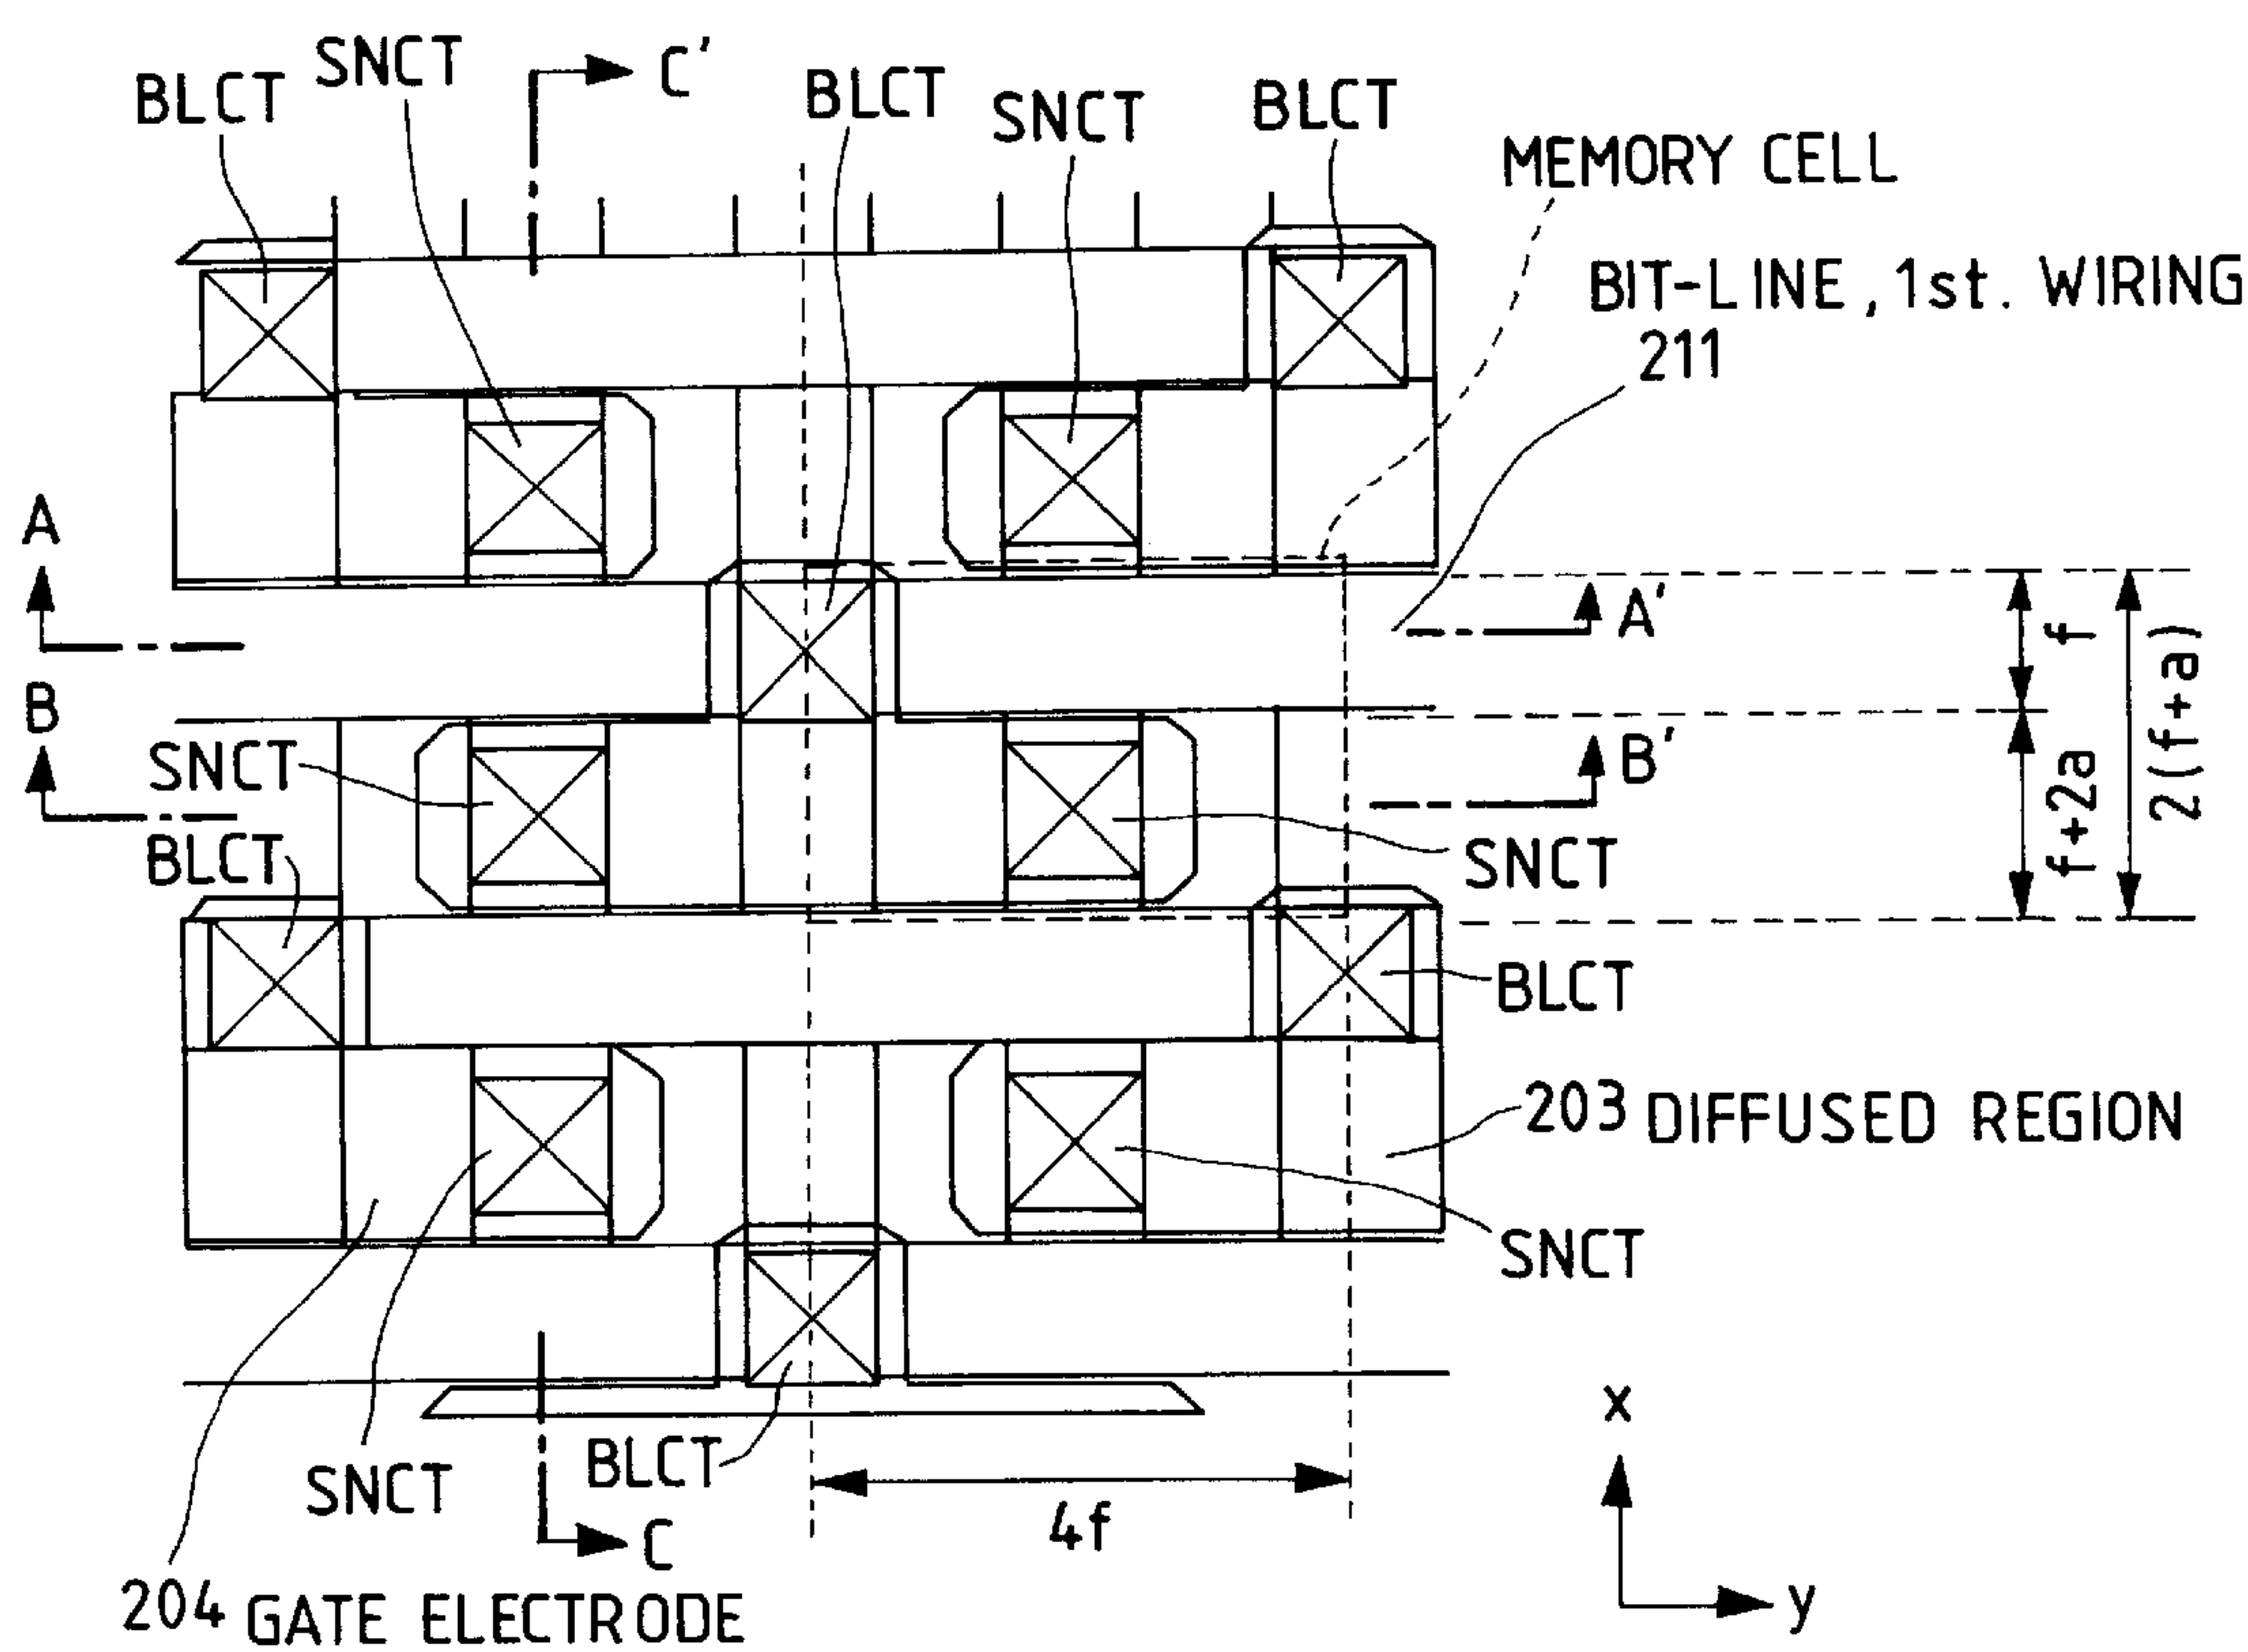 SNCT
C'
BLCT
BLCT
SNCT
BLCT
MEMORY CELL
BIT-LINE, 1st. WIRING
211
A
A'
f
2(f+a)
B
B'
SNCT
f+2a
BLCT
SNCT
BLCT
203 DIFFUSED REGION
SNCT
x
BLCT
SNCT
4f
C
204 GATE ELECTRODE
y